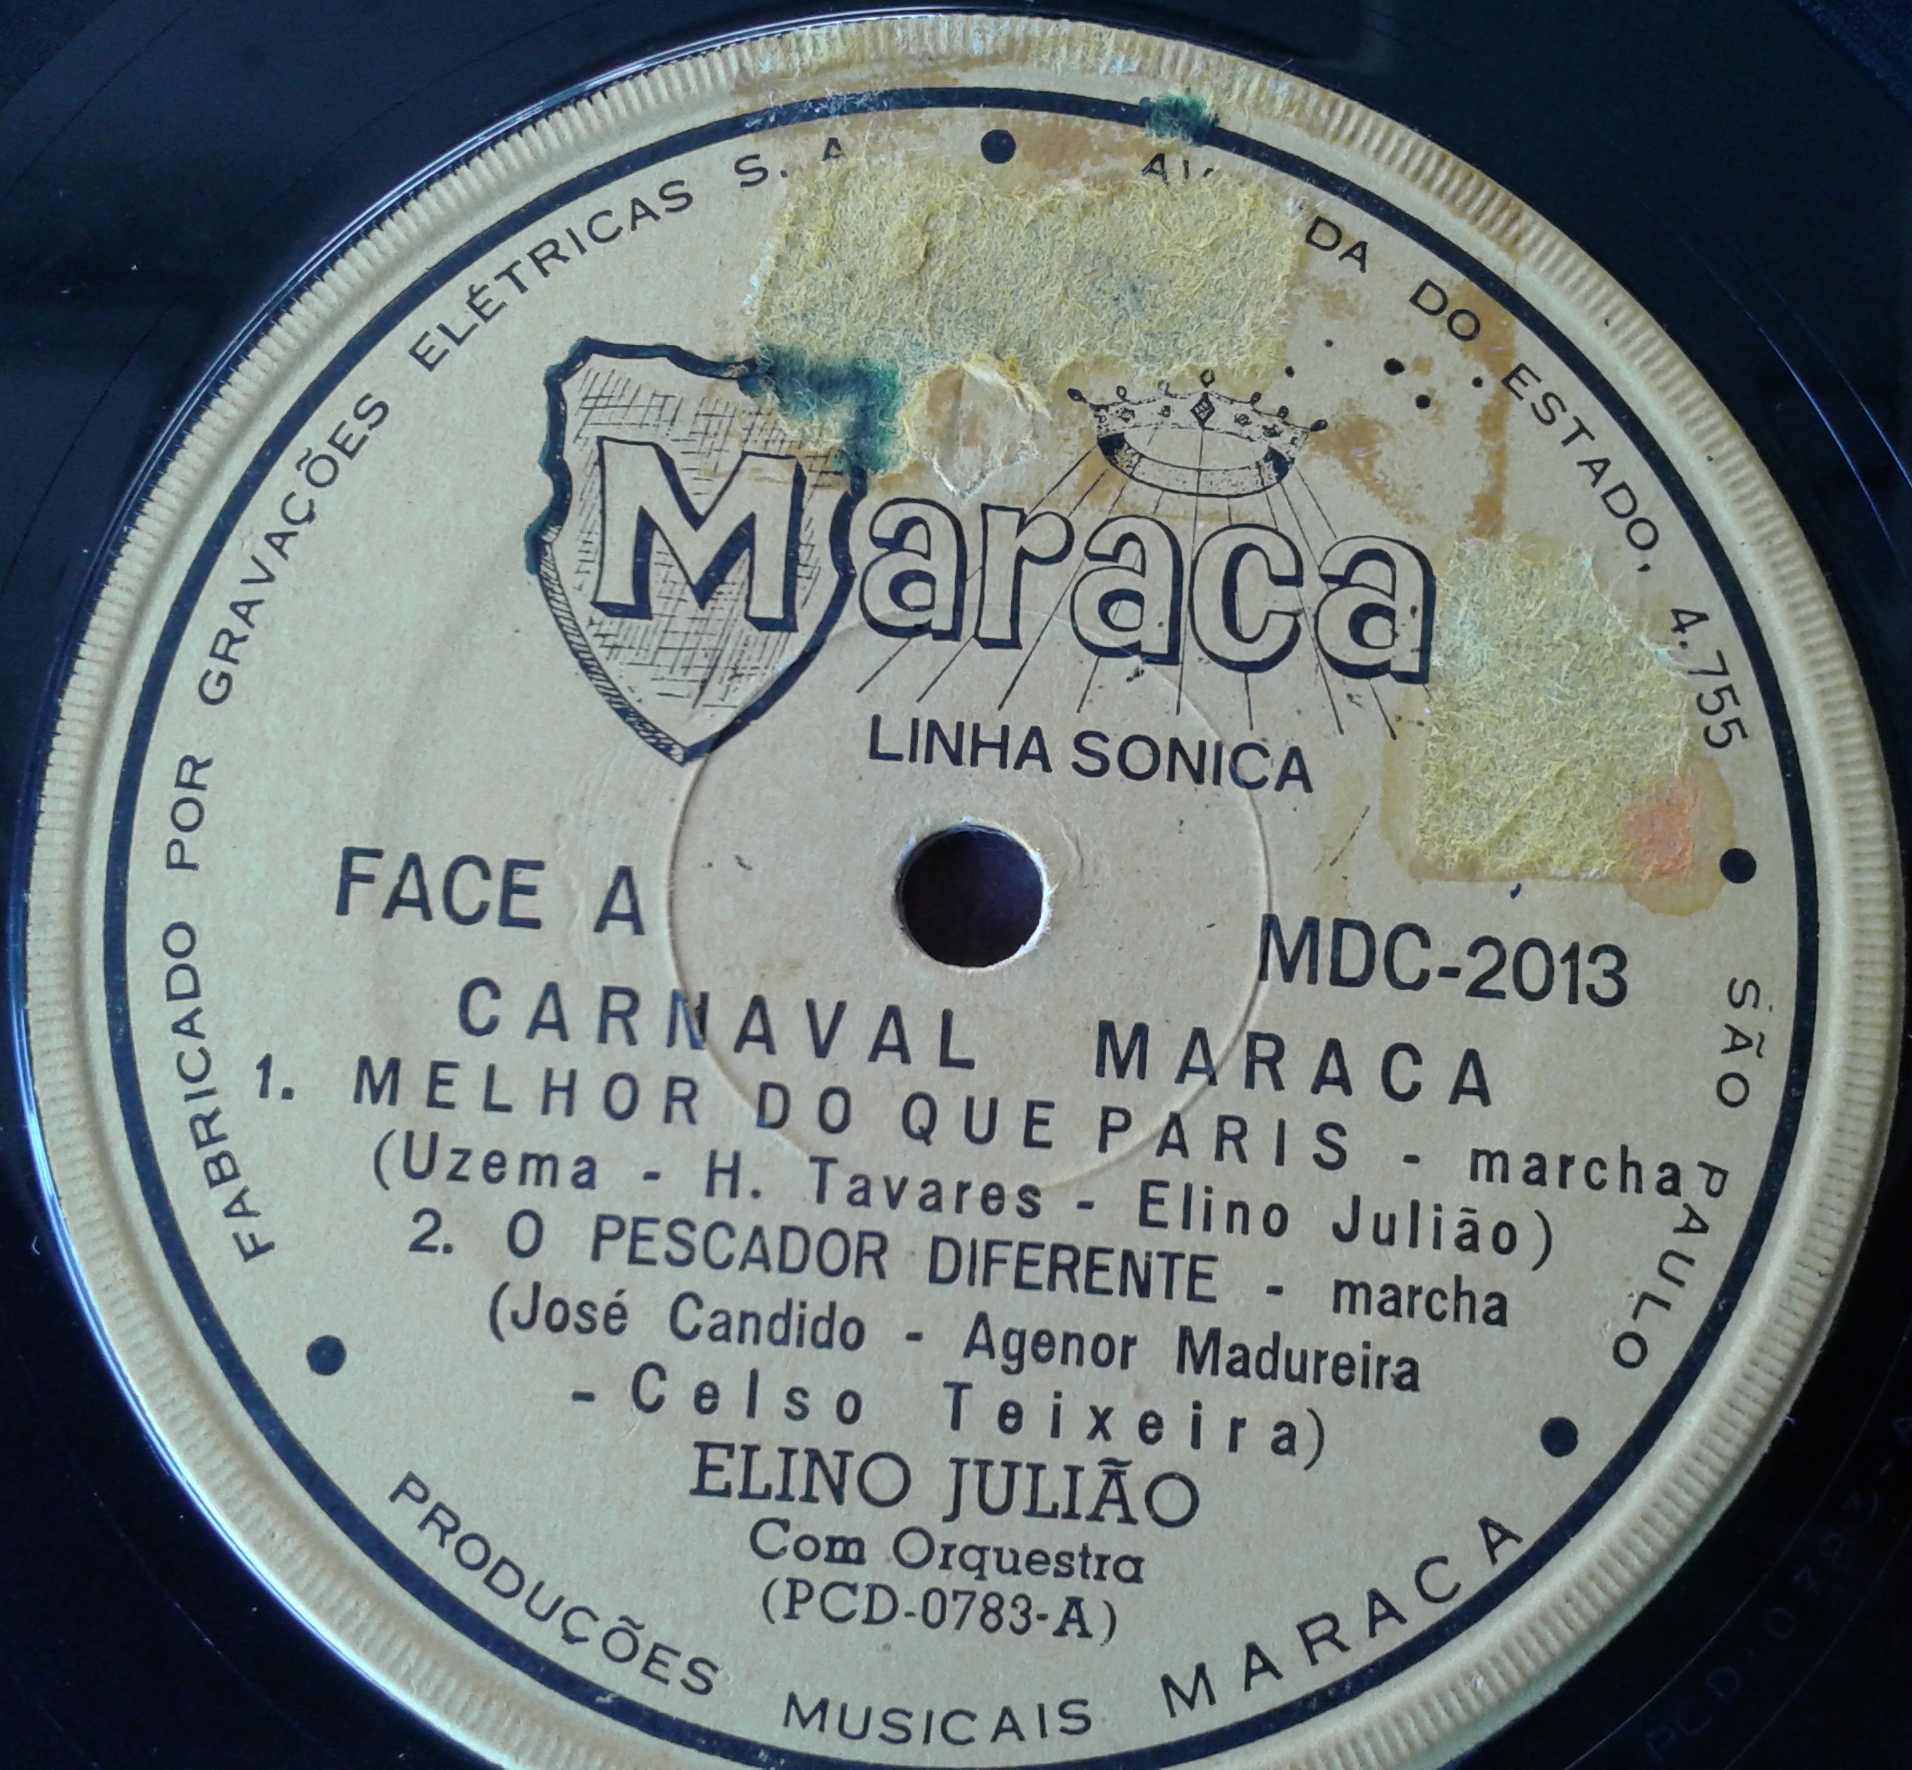 FABRICADO POR GRAVAÇÕES ELÉTRICAS S. A
DA DO ESTADO, 4.755
SÃO PAULO
Maraca
LINHA SONICA
FACE A
MDC-2013
CARNAVAL MARACA
1. MELHOR DO QUE PARIS - marcha
(Uzema - H. Tavares - Elino Julião)
2. O PESCADOR DIFERENTE - marcha
(José Candido - Agenor Madureira
- Celso Teixeira)
ELINO JULIÃO
Com Orquestra
(PCD-0783-A)
PRODUÇÕES MUSICAIS MARACA